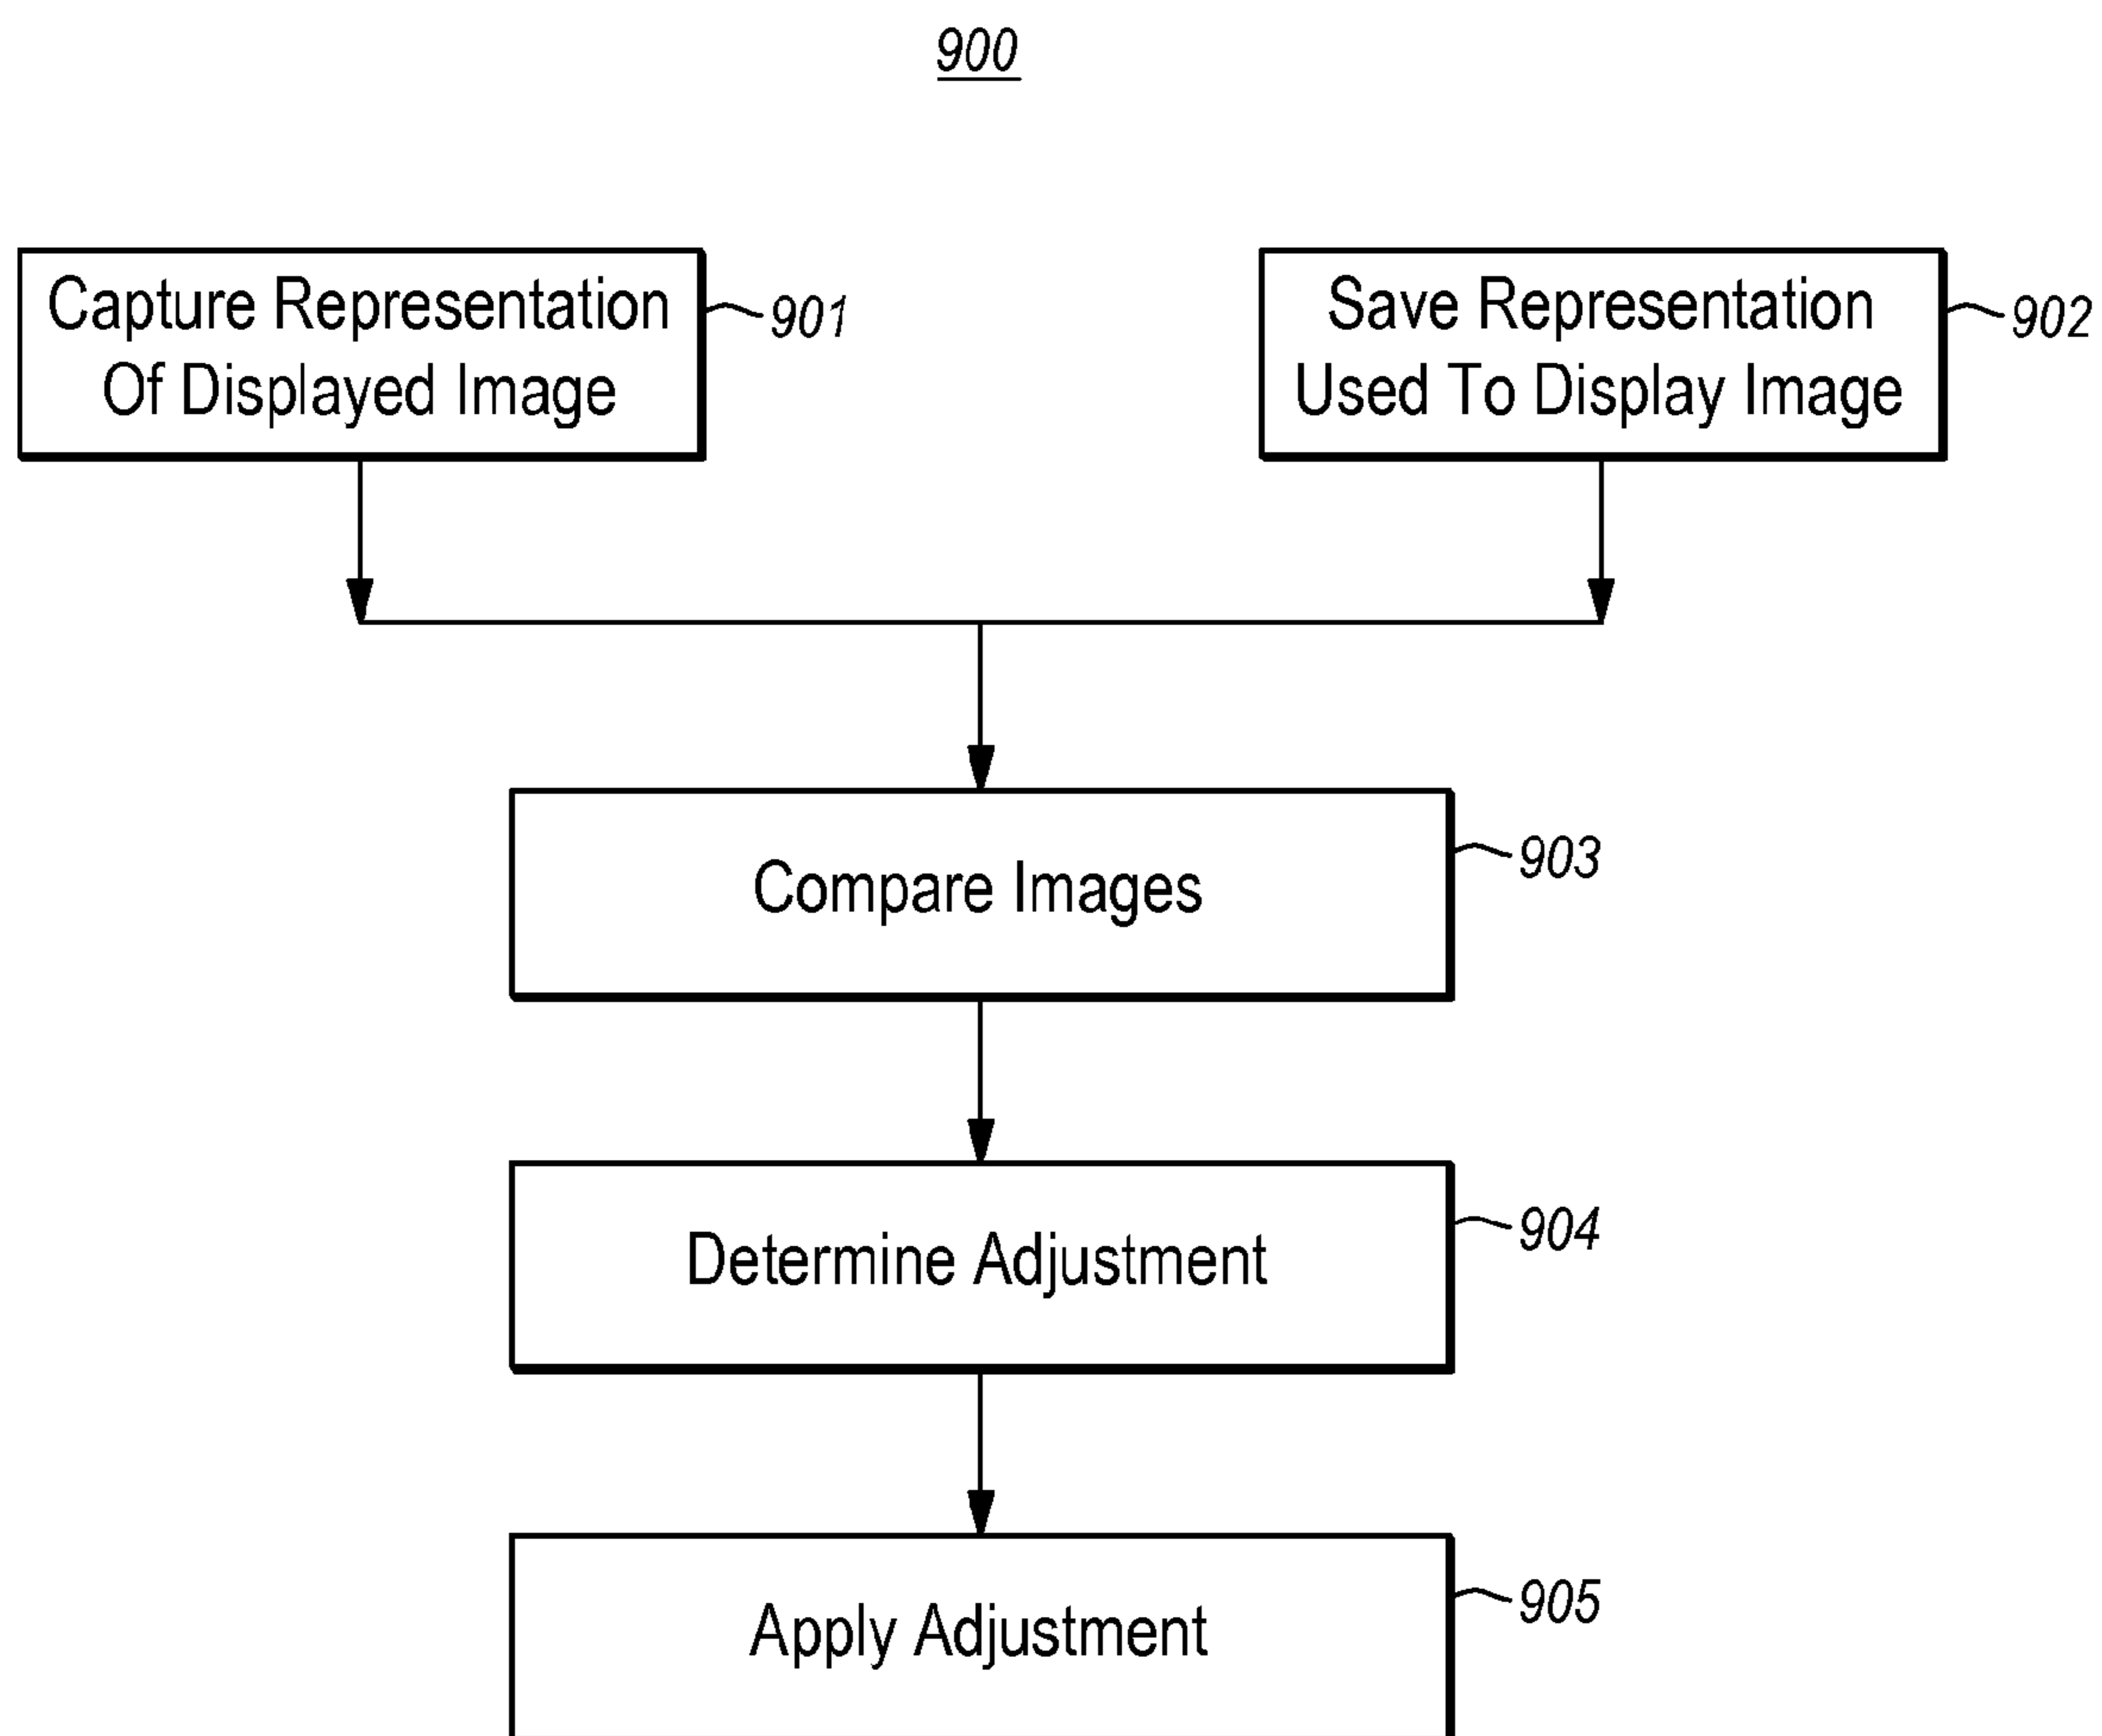 900
Capture Representation
Of Displayed Image
901
Save Representation
Used To Display Image
902
Compare Images
903
Determine Adjustment
904
Apply Adjustment
905